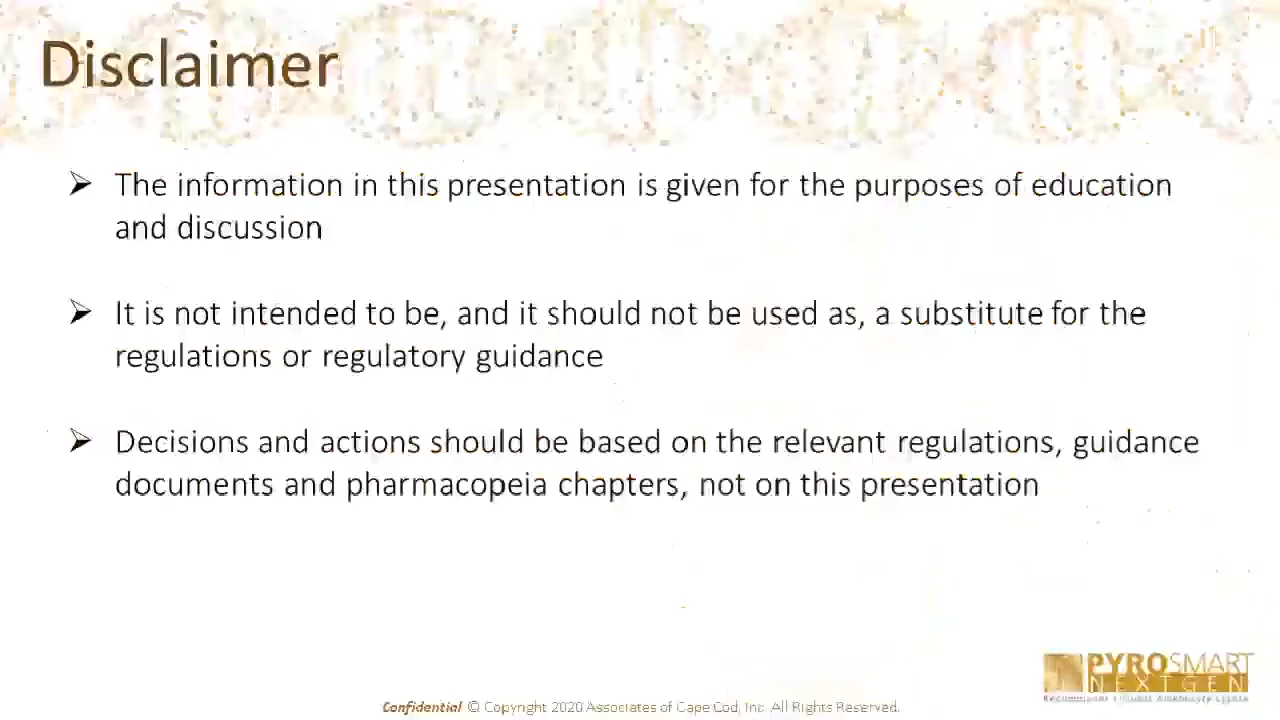 Disclaimer
➢ The information in this presentation is given for the purposes of education
and discussion
➢ It is not intended to be, and it should not be used as, a substitute for the
regulations or regulatory guidance
➢ Decisions and actions should be based on the relevant regulations, guidance
documents and pharmacopeia chapters, not on this presentation
PYROSMART
NEXTGEN
Confidential © Copyright 2020 Associates of Cape Cod, Inc. All Rights Reserved.